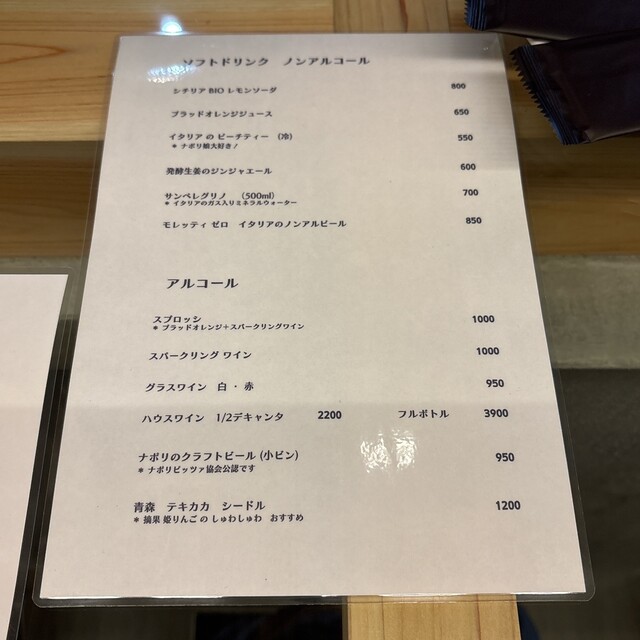 ソフトドリンク ノンアルコール
シチリア BIO レモンソーダ 800
ブラッドオレンジジュース 650
イタリア の ピーチティー (冷) 550
* ナポリ娘大好き！
発酵生姜のジンジャエール 600
サンペレグリノ (500ml) 700
* イタリアのガス入りミネラルウォーター
モレッティ ゼロ イタリアのノンアルビール 850
アルコール
スプロッシ 1000
* ブラッドオレンジ＋スパークリングワイン
スパークリング ワイン 1000
グラスワイン 白 ・ 赤 950
ハウスワイン 1/2デキャンタ 2200 フルボトル 3900
ナポリのクラフトビール (小ビン) 950
* ナポリピッツァ協会公認です
青森 テキカカ シードル 1200
* 摘果 姫りんご の しゅわしゅわ おすすめ